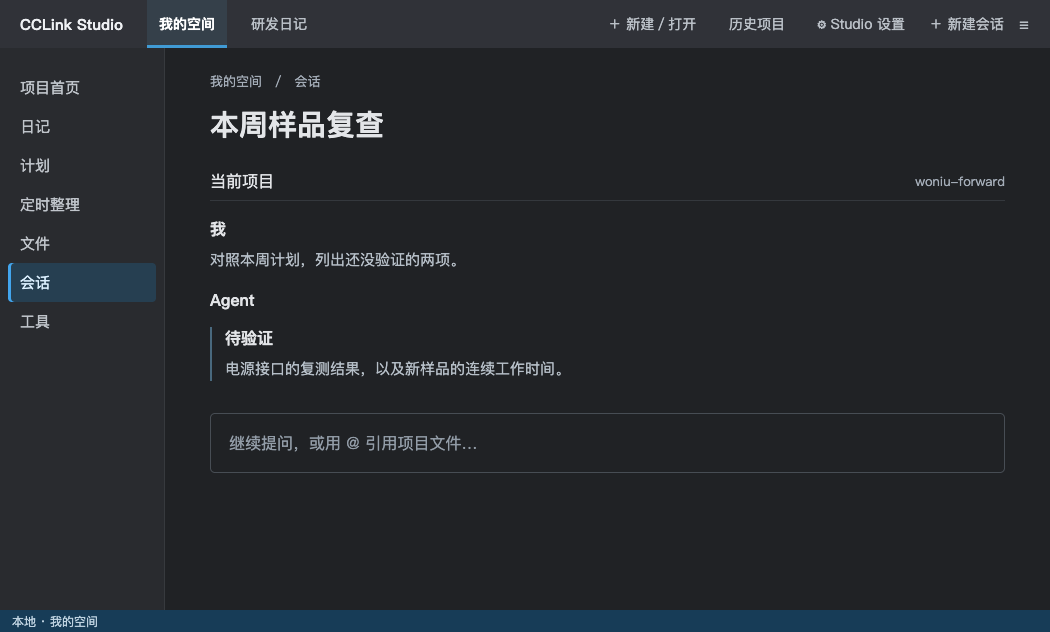 CCLink Studio
我的空间
研发日记
+ 新建 / 打开
历史项目
⚙ Studio 设置
+ 新建会话
≡
项目首页
日记
计划
定时整理
文件
会话
工具
我的空间 / 会话
本周样品复查
当前项目
woniu-forward
我
对照本周计划，列出还没验证的两项。
Agent
待验证
电源接口的复测结果，以及新样品的连续工作时间。
继续提问，或用 @ 引用项目文件…
本地 · 我的空间